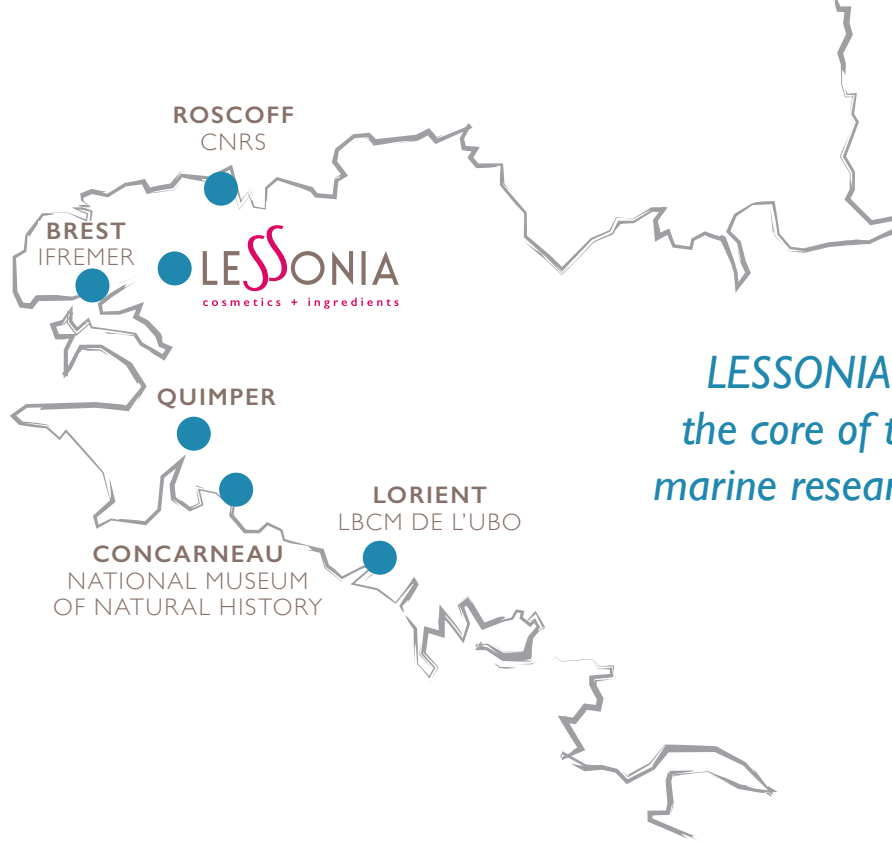 ROSCOFF
CNRS
BREST
IFREMER
LESSONIA
cosmetics + ingredients
QUIMPER
LORIENT
LBCM DE L'UBO
CONCARNEAU
NATIONAL MUSEUM
OF NATURAL HISTORY
LESSONIA
the core of t
marine resear